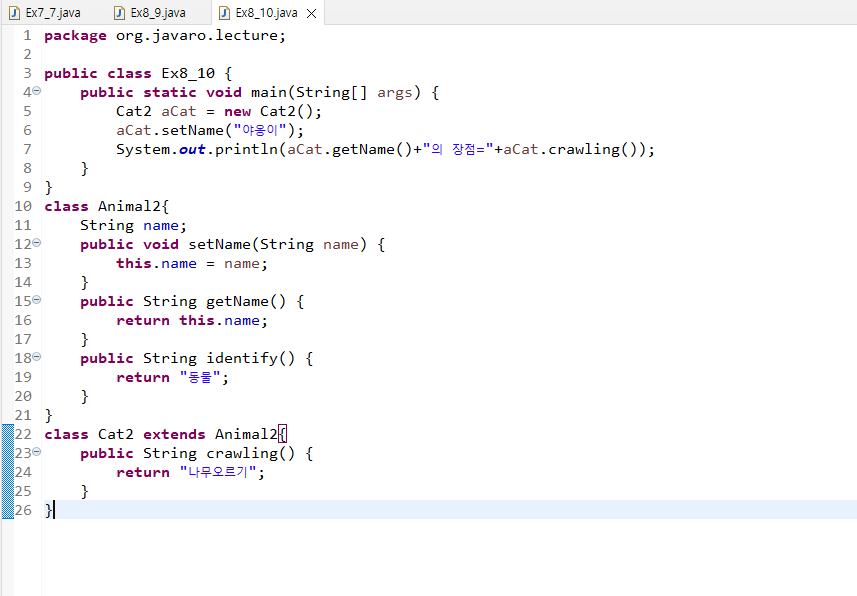 Ex7_7.java Ex8_9.java Ex8_10.java
1 package org.javaro.lecture;
2
3 public class Ex8_10 {
4 public static void main(String[] args) {
5 Cat2 aCat = new Cat2();
6 aCat.setName("야옹이");
7 System.out.println(aCat.getName()+"의 장점="+aCat.crawling());
8 }
9 }
10 class Animal2{
11 String name;
12 public void setName(String name) {
13 this.name = name;
14 }
15 public String getName() {
16 return this.name;
17 }
18 public String identify() {
19 return "동물";
20 }
21 }
22 class Cat2 extends Animal2{
23 public String crawling() {
24 return "나무오르기";
25 }
26 }